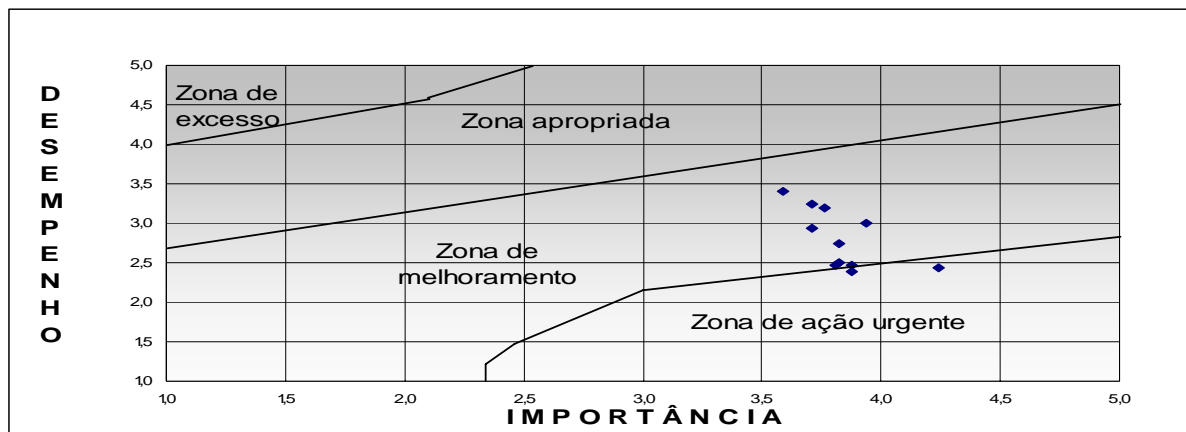 DESEMPENHO
5,0
4,5
4,0
3,5
3,0
2,5
2,0
1,5
1,0
Zona de
excesso
Zona apropriada
Zona de
melhoramento
Zona de ação urgente
1,0 1,5 2,0 2,5 3,0 3,5 4,0 4,5 5,0
IMPORTÂNCIA